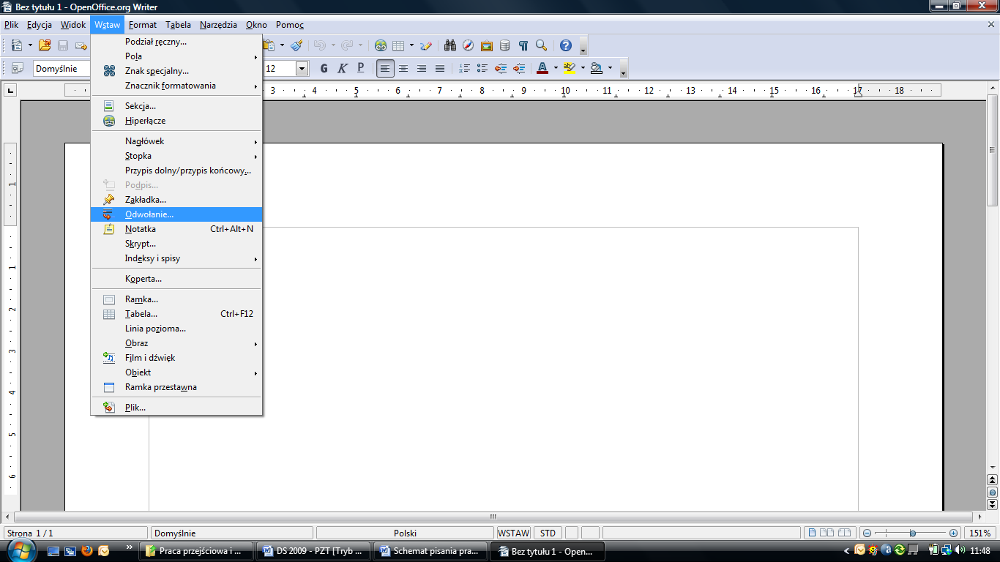 Bez tytułu 1 - OpenOffice.org Writer
Plik Edycja Widok Wstaw Format Tabela Narzędzia Okno Pomoc
Domyślnie 12 G K P
3 4 5 6 7 8 9 10 11 12 13 14 15 16 17 18
Podział ręczny...
Pola
Znak specjalny...
Znacznik formatowania
Sekcja...
Hiperłącze
Nagłówek
Stopka
Przypis dolny/przypis końcowy...
Podpis...
Zakładka...
Odwołanie...
Notatka Ctrl+Alt+N
Skrypt...
Indeksy i spisy
Koperta...
Ramka...
Tabela... Ctrl+F12
Linia pozioma...
Obraz
Film i dźwięk
Obiekt
Ramka przestawna
Plik...
1
1
2
3
4
5
6
Strona 1 / 1 Domyślnie Polski WSTAW STD 151%
Praca przejściowa i ... DS 2009 - PZT [Tryb ... Schemat pisania pra... Bez tytułu 1 - Open... 11:48